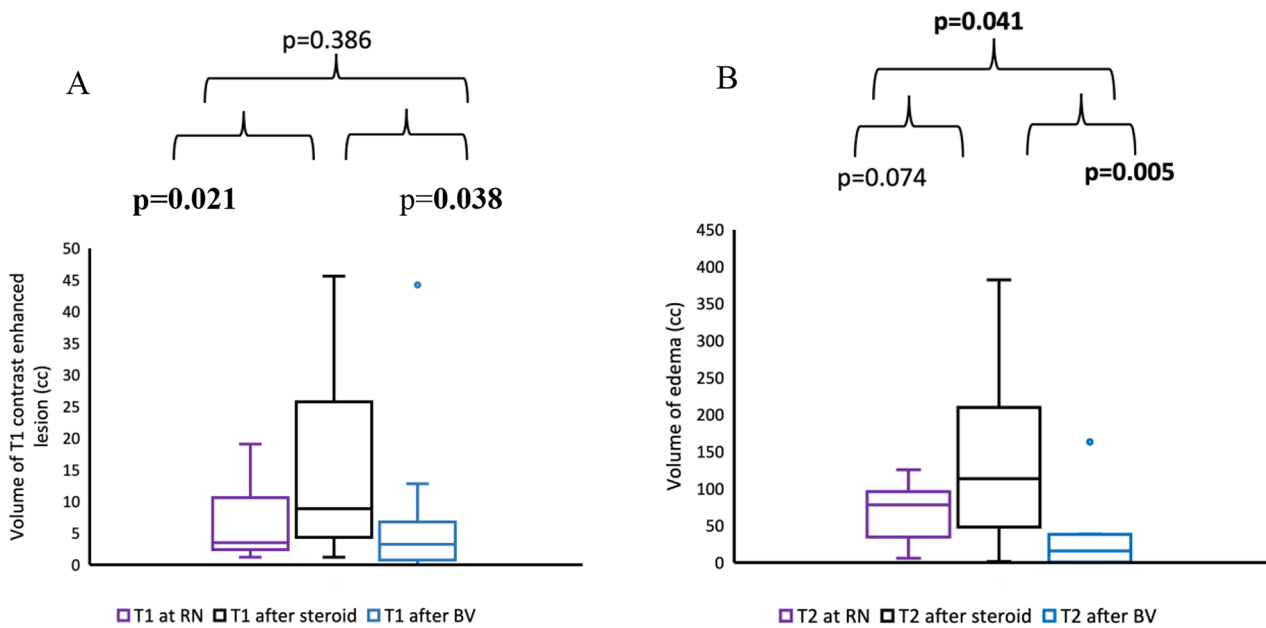 A
p=0.386
p=0.021
p=0.038
Volume of T1 contrast enhanced
lesion (cc)
50
45
40
35
30
25
20
15
10
5
0
T1 at RN T1 after steroid T1 after BV
B
p=0.041
p=0.074
p=0.005
Volume of edema (cc)
450
400
350
300
250
200
150
100
50
0
T2 at RN T2 after steroid T2 after BV